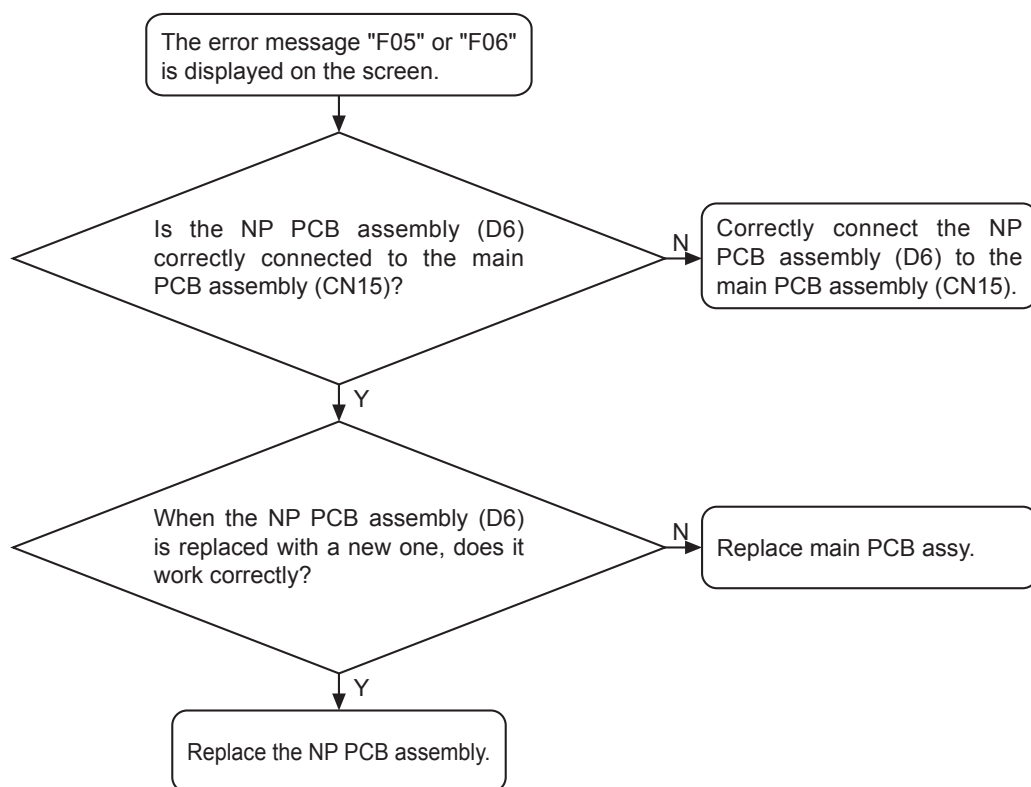 The error message "F05" or "F06"
is displayed on the screen.
Is the NP PCB assembly (D6)
correctly connected to the main
PCB assembly (CN15)?
N
Correctly connect the NP
PCB assembly (D6) to the
main PCB assembly (CN15).
Y
When the NP PCB assembly (D6)
is replaced with a new one, does it
work correctly?
N
Replace main PCB assy.
Y
Replace the NP PCB assembly.